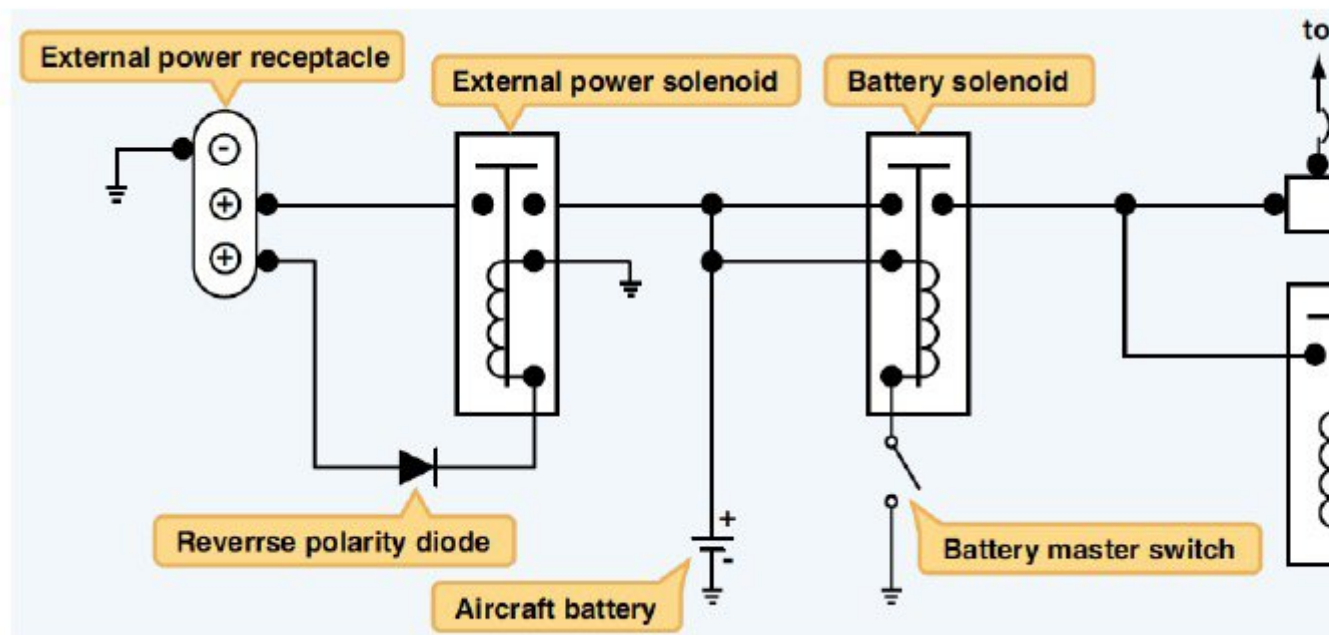 to
External power receptacle
External power solenoid
Battery solenoid
-
+
+
Reverrse polarity diode
+
-
Battery master switch
Aircraft battery